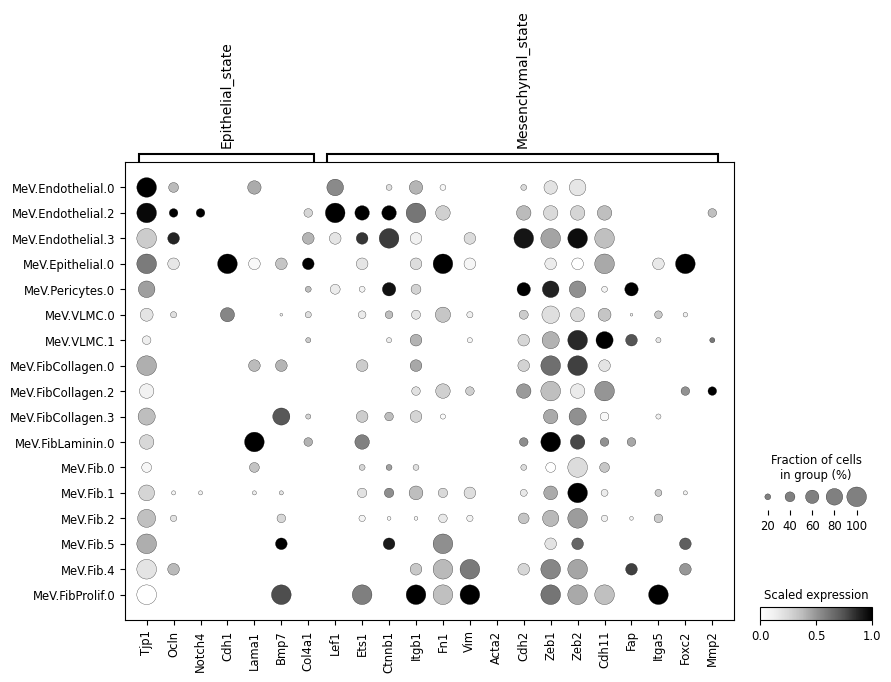 Epithelial_state
Mesenchymal_state
MeV.Endothelial.0
MeV.Endothelial.2
MeV.Endothelial.3
MeV.Epithelial.0
MeV.Pericytes.0
MeV.VLMC.0
MeV.VLMC.1
MeV.FibCollagen.0
MeV.FibCollagen.2
MeV.FibCollagen.3
MeV.FibLaminin.0
MeV.Fib.0
MeV.Fib.1
MeV.Fib.2
MeV.Fib.5
MeV.Fib.4
MeV.FibProlif.0
Tjp1
Ocln
Notch4
Cdh1
Lama1
Bmp7
Col4a1
Lef1
Ets1
Ctnnb1
Itgb1
Fn1
Vim
Acta2
Cdh2
Zeb1
Zeb2
Cdh11
Fap
Itga5
Foxc2
Mmp2
Fraction of cells
in group (%)
20 40 60 80 100
Scaled expression
0.0 0.5 1.0